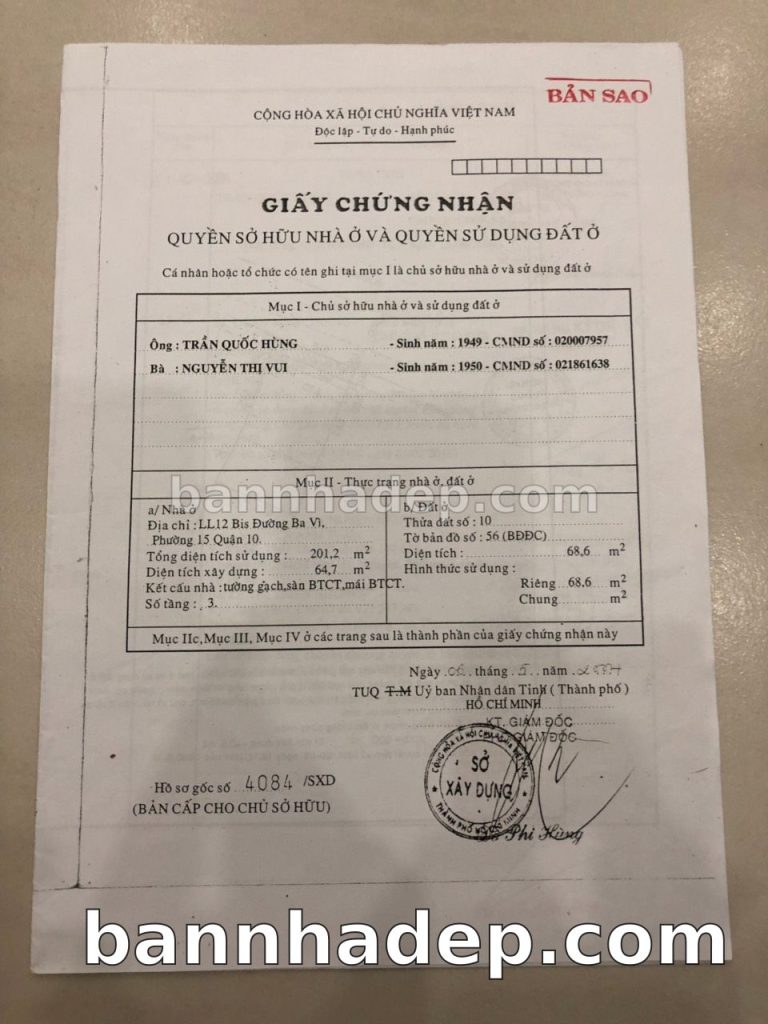 BẢN SAO
CỘNG HÒA XÃ HỘI CHỦ NGHĨA VIỆT NAM
Độc lập - Tự do - Hạnh phúc
GIẤY CHỨNG NHẬN
QUYỀN SỞ HỮU NHÀ Ở VÀ QUYỀN SỬ DỤNG ĐẤT Ở
Cá nhân hoặc tổ chức có tên ghi tại mục I là chủ sở hữu nhà ở và sử dụng đất ở
Mục I - Chủ sở hữu nhà ở và sử dụng đất ở
Ông : TRẦN QUỐC HÙNG - Sinh năm : 1949 - CMND số : 020007957
Bà : NGUYỄN THỊ VUI - Sinh năm : 1950 - CMND số : 021861638
Mục II - Thực trạng nhà ở, đất ở
bannhadep.com
a/ Nhà ở
Địa chỉ : LL12 Bis Đường Ba Vì,
Phường 15 Quận 10.
Tổng diện tích sử dụng : 201,2 m2
Diện tích xây dựng : 64,7 m2
Kết cấu nhà : tường gạch,sàn BTCT,mái BTCT.
Số tầng : 3.
b/ Đất ở
Thửa đất số : 10
Tờ bản đồ số : 56 (BĐĐC)
Diện tích : 68,6 m2
Hình thức sử dụng :
Riêng 68,6 m2
Chung m2
Mục IIc, Mục III, Mục IV ở các trang sau là thành phần của giấy chứng nhận này
Ngày tháng năm
TUQ T.M Uỷ ban Nhân dân Tỉnh ( Thành phố )
HỒ CHÍ MINH
KT. GIÁM ĐỐC
GIÁM ĐỐC
SỞ
XÂY DỰNG
Phi Hùng
Hồ sơ gốc số 4084 /SXD
(BẢN CẤP CHO CHỦ SỞ HỮU)
bannhadep.com